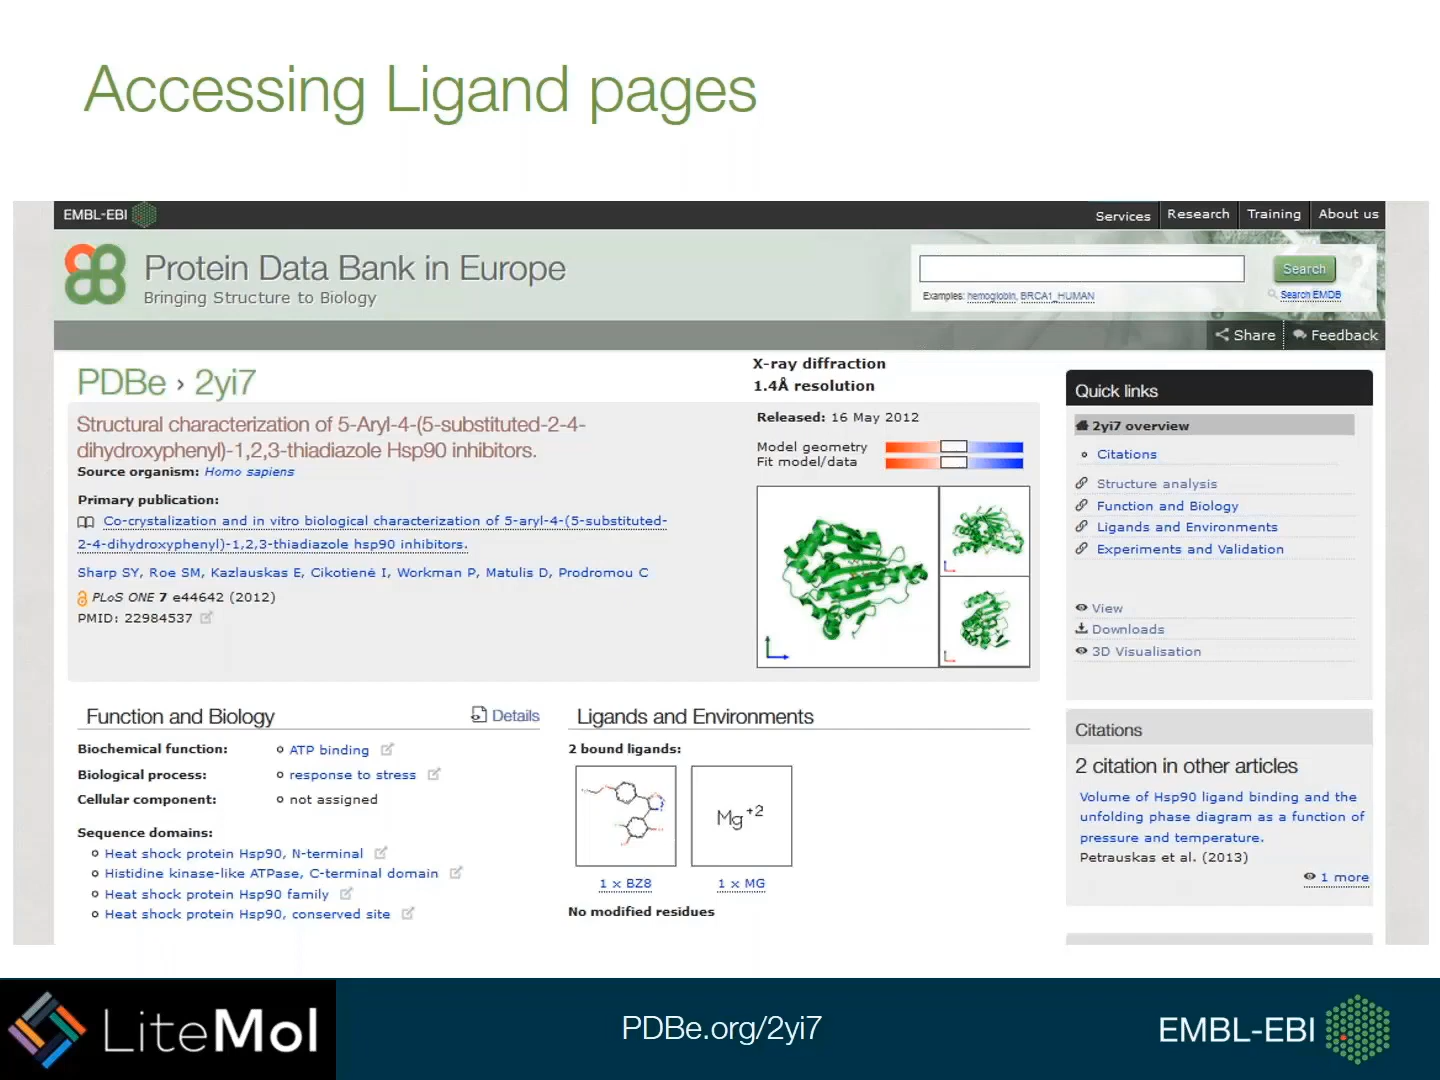 Accessing Ligand pages
EMBL-EBI
Services
Research
Training
About us
Protein Data Bank in Europe
Bringing Structure to Biology
Search
Examples: hemoglobin, BRCA1_HUMAN
Search EMDB
Share
Feedback
PDBe › 2yi7
X-ray diffraction
1.4Å resolution
Structural characterization of 5-Aryl-4-(5-substituted-2-4-
dihydroxyphenyl)-1,2,3-thiadiazole Hsp90 inhibitors.
Source organism: Homo sapiens
Primary publication:
Co-crystalization and in vitro biological characterization of 5-aryl-4-(5-substituted-
2-4-dihydroxyphenyl)-1,2,3-thiadiazole hsp90 inhibitors.
Sharp SY, Roe SM, Kazlauskas E, Cikotienė I, Workman P, Matulis D, Prodromou C
PLoS ONE 7 e44642 (2012)
PMID: 22984537
Released: 16 May 2012
Model geometry
Fit model/data
Quick links
2yi7 overview
Citations
Structure analysis
Function and Biology
Ligands and Environments
Experiments and Validation
View
Downloads
3D Visualisation
Function and Biology
Details
Biochemical function:
ATP binding
Biological process:
response to stress
Cellular component:
not assigned
Sequence domains:
Heat shock protein Hsp90, N-terminal
Histidine kinase-like ATPase, C-terminal domain
Heat shock protein Hsp90 family
Heat shock protein Hsp90, conserved site
Ligands and Environments
2 bound ligands:
Mg+2
1 x BZ8
1 x MG
No modified residues
Citations
2 citation in other articles
Volume of Hsp90 ligand binding and the
unfolding phase diagram as a function of
pressure and temperature.
Petrauskas et al. (2013)
1 more
LiteMol
PDBe.org/2yi7
EMBL-EBI